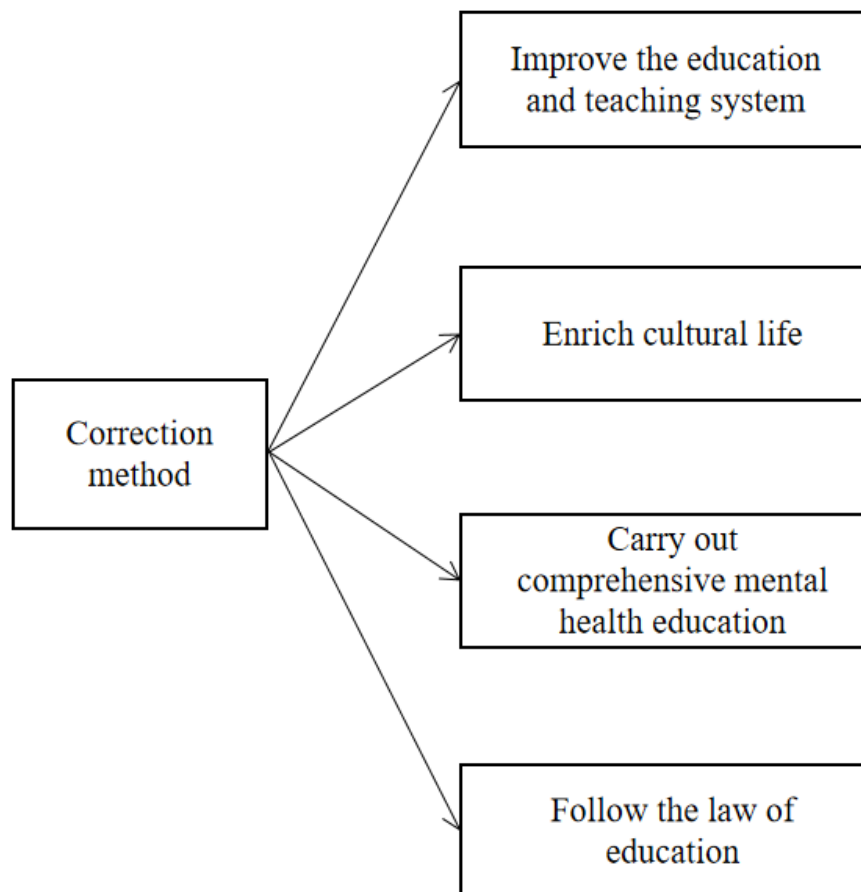 Improve the education
and teaching system
Enrich cultural life
Correction
method
Carry out
comprehensive mental
health education
Follow the law of
education